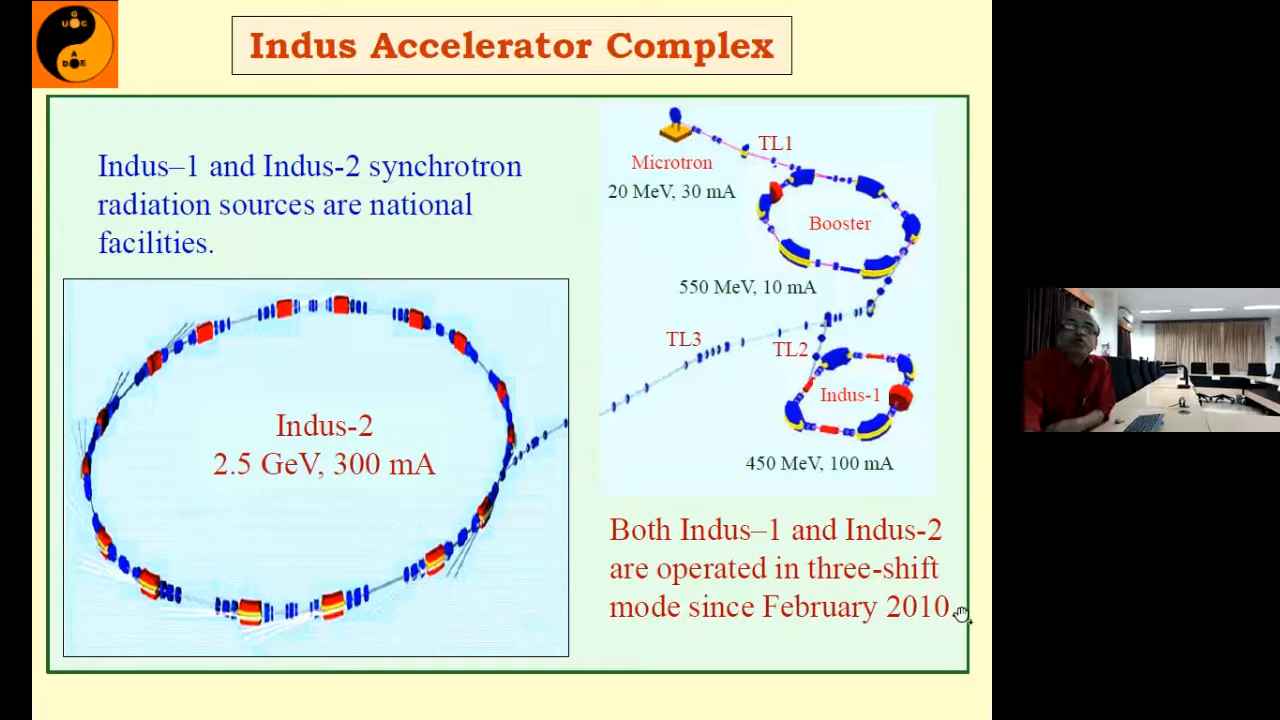 G
U G C
A
D E
Indus Accelerator Complex
Indus–1 and Indus-2 synchrotron
radiation sources are national
facilities.
Indus-2
2.5 GeV, 300 mA
TL1
Microtron
20 MeV, 30 mA
Booster
550 MeV, 10 mA
TL3
TL2
Indus-1
450 MeV, 100 mA
Both Indus–1 and Indus-2
are operated in three-shift
mode since February 2010